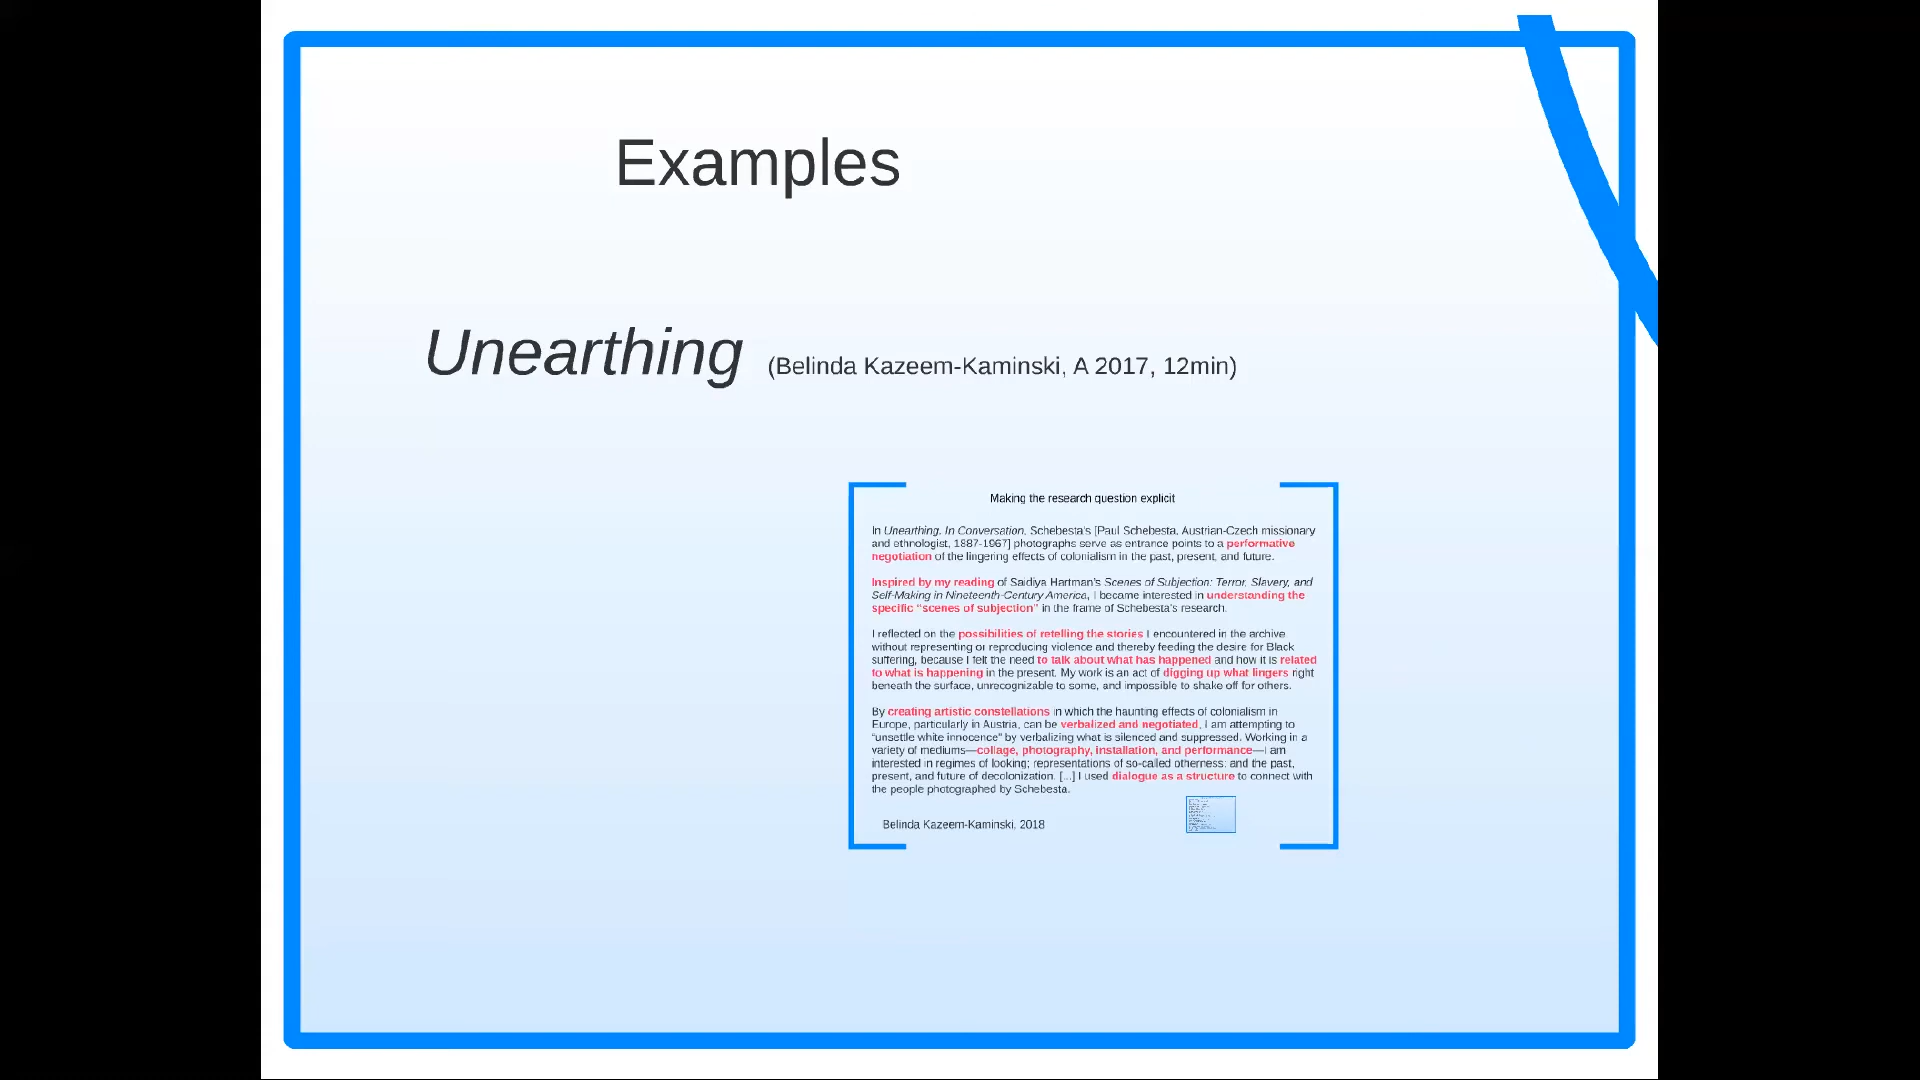 Examples
Unearthing (Belinda Kazeem-Kaminski, A 2017, 12min)
Making the research question explicit
In Unearthing. In Conversation, Schebesta's [Paul Schebesta, Austrian-Czech missionary
and ethnologist, 1887-1967] photographs serve as entrance points to a performative
negotiation of the lingering effects of colonialism in the past, present, and future.
Inspired by my reading of Saidiya Hartman's Scenes of Subjection: Terror, Slavery, and
Self-Making in Nineteenth-Century America, I became interested in understanding the
specific “scenes of subjection” in the frame of Schebesta's research.
I reflected on the possibilities of retelling the stories I encountered in the archive
without representing or reproducing violence and thereby feeding the desire for Black
suffering, because I felt the need to talk about what has happened and how it is related
to what is happening in the present. My work is an act of digging up what lingers right
beneath the surface, unrecognizable to some, and impossible to shake off for others.
By creating artistic constellations in which the haunting effects of colonialism in
Europe, particularly in Austria, can be verbalized and negotiated, I am attempting to
“unsettle white innocence” by verbalizing what is silenced and suppressed. Working in a
variety of mediums—collage, photography, installation, and performance—I am
interested in regimes of looking; representations of so-called otherness; and the past,
present, and future of decolonization. [...] I used dialogue as a structure to connect with
the people photographed by Schebesta.
Belinda Kazeem-Kaminski, 2018